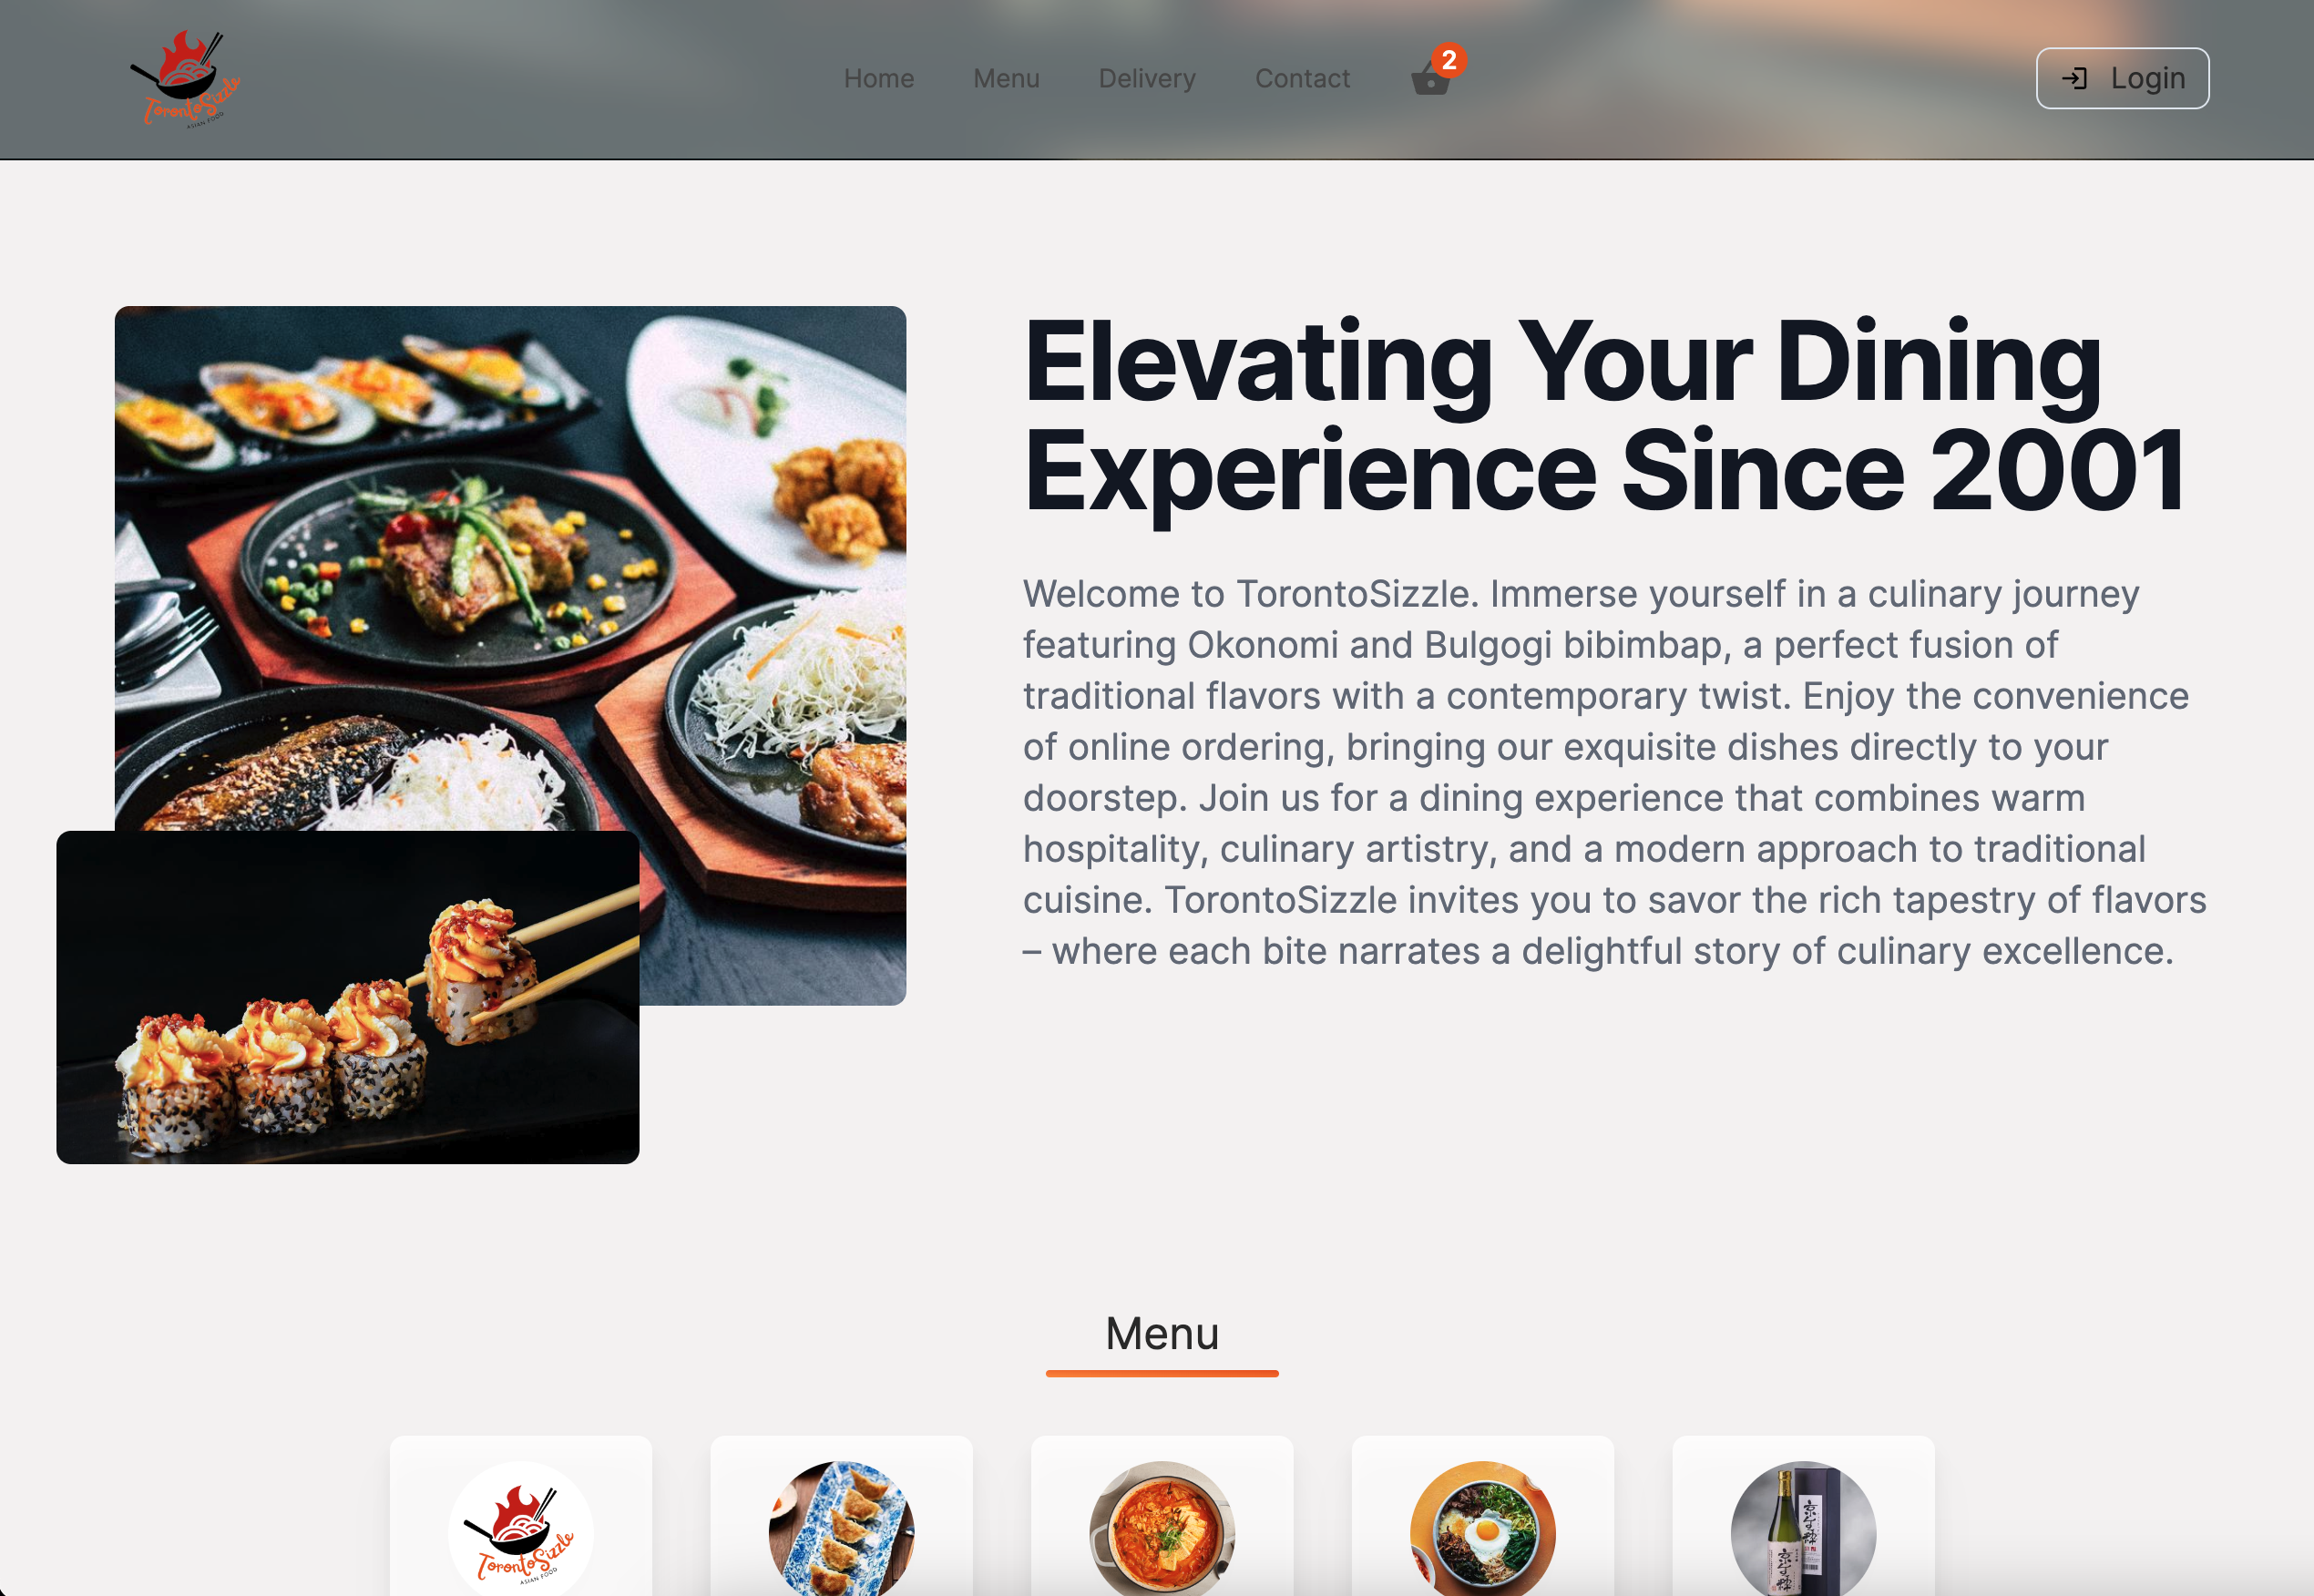 TorontoSizzle
ASIAN FOOD
Home
Menu
Delivery
Contact
2
Login
Elevating Your Dining
Experience Since 2001
Welcome to TorontoSizzle. Immerse yourself in a culinary journey
featuring Okonomi and Bulgogi bibimbap, a perfect fusion of
traditional flavors with a contemporary twist. Enjoy the convenience
of online ordering, bringing our exquisite dishes directly to your
doorstep. Join us for a dining experience that combines warm
hospitality, culinary artistry, and a modern approach to traditional
cuisine. TorontoSizzle invites you to savor the rich tapestry of flavors
– where each bite narrates a delightful story of culinary excellence.
Menu
TorontoSizzle
ASIAN FOOD